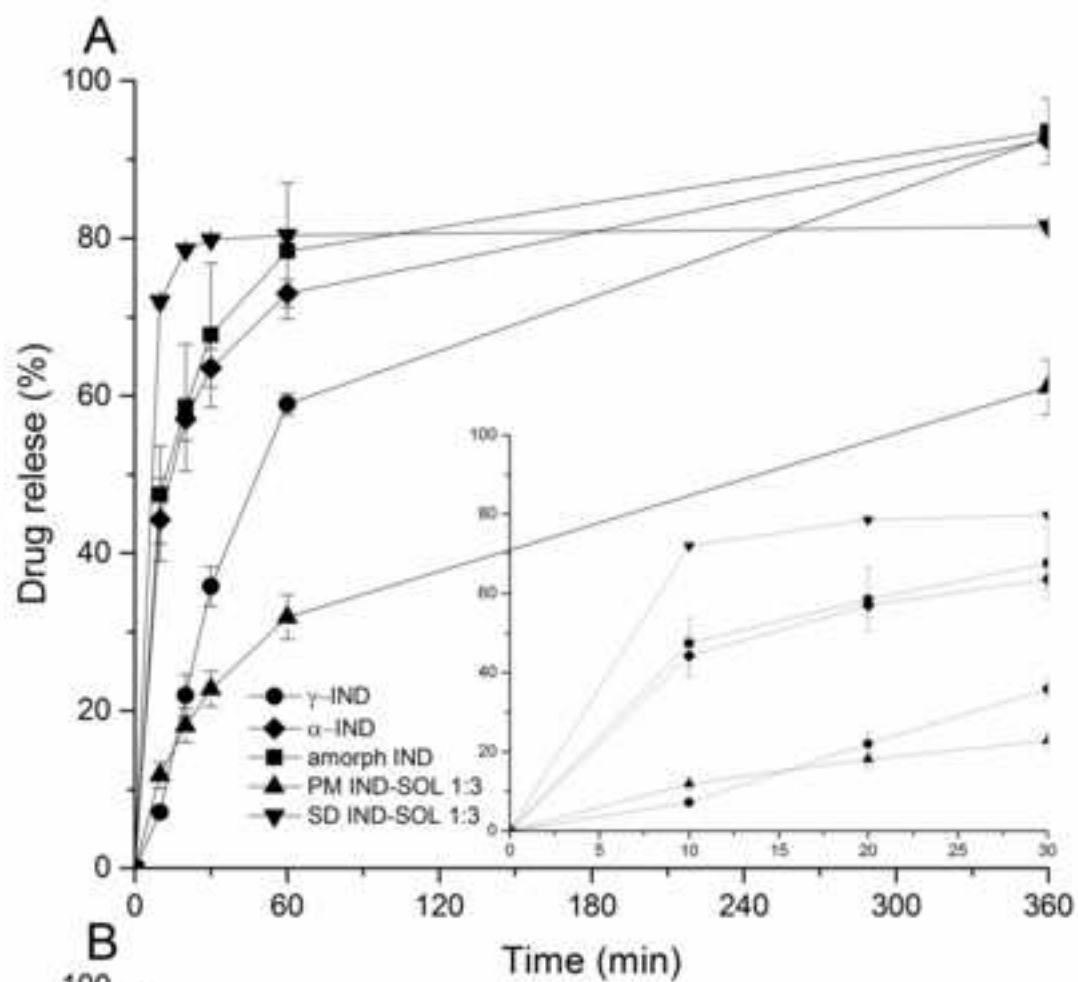 A
100
80
60
40
20
0
Drug relese (%)
γ-IND
α-IND
amorph IND
PM IND-SOL 1:3
SD IND-SOL 1:3
100
80
60
40
20
0
0 5 10 15 20 25 30
0 60 120 180 240 300 360
Time (min)
B